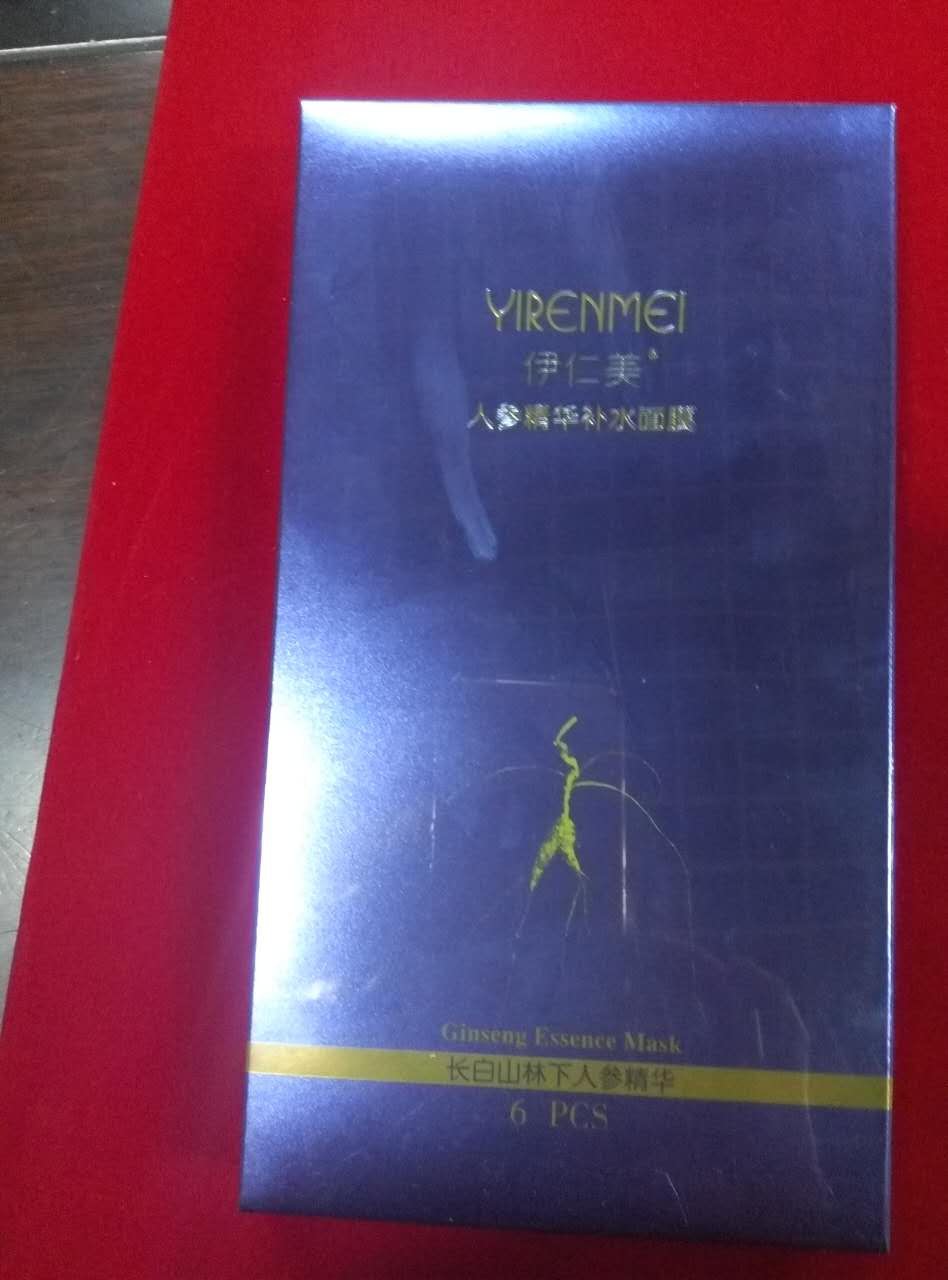 YIRENMEI
伊仁美®
人参精华补水面膜
Ginseng Essence Mask
长白山林下人参精华
6 PCS